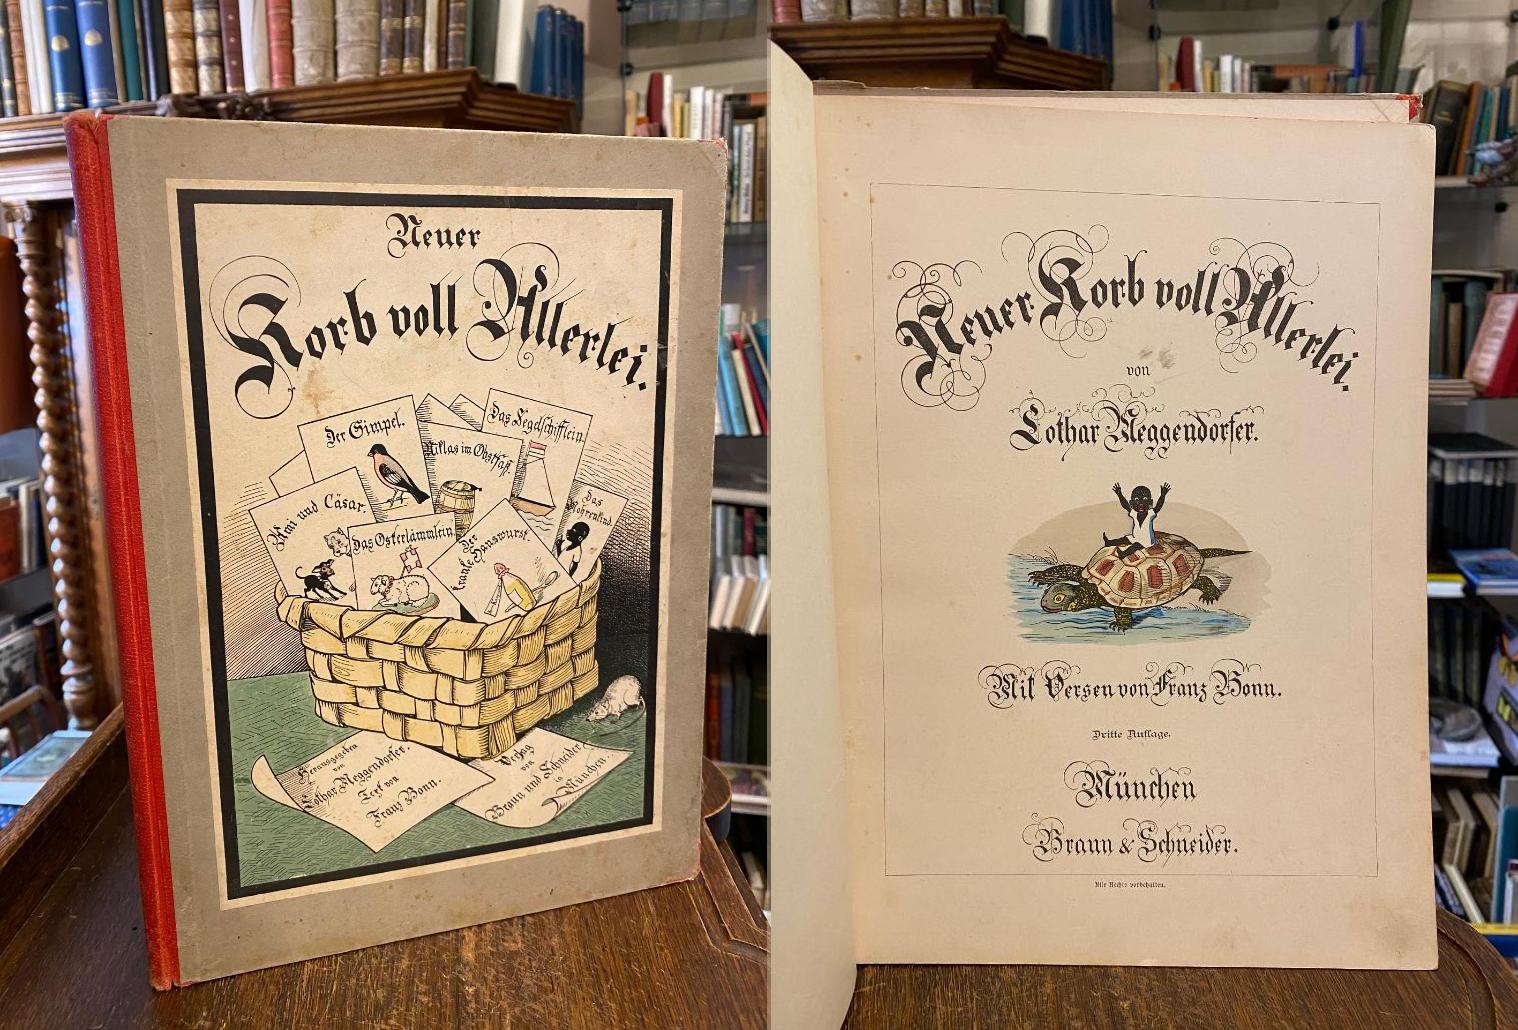 Neuer
Korb voll Allerlei.
Der Gimpel.
Das Segelschifflein.
Niklas im Obstfaß.
Mimi und Cäsar.
Das Osterlämmlein
Der
kranke Hanswurst.
Das
Mohrenkind.
Herausgegeben
von
Lothar Meggendorfer.
Text von
Franz Bonn.
Verlag
von
Braun und Schneider
in
München.
Neuer Korb voll Allerlei.
von
Lothar Meggendorfer.
Mit Versen von Franz Bonn.
Dritte Auflage.
München
Braun & Schneider.
Alle Rechte vorbehalten.